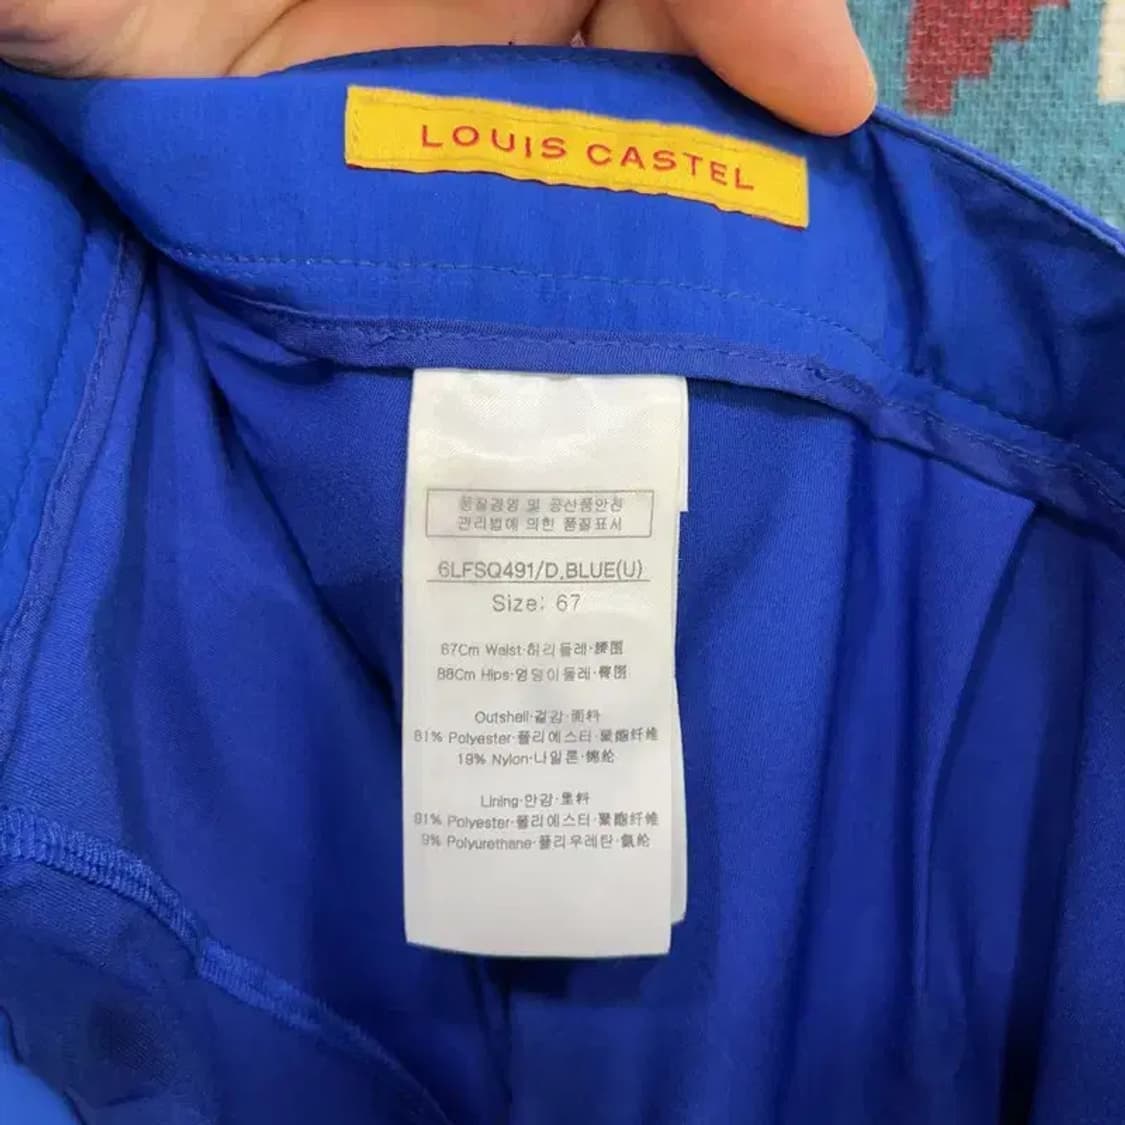 LOUIS CASTEL
품질경영 및 공산품안전
관리법에 의한 품질표시
6LFSQ491/D.BLUE(U)
Size: 67
67Cm Waist·허리둘레·腰围
88Cm Hips·엉덩이둘레·臀围
Outshell·겉감·面料
81% Polyester·폴리에스터·聚酯纤维
19% Nylon·나일론·锦纶
Lining·안감·里料
91% Polyester·폴리에스터·聚酯纤维
9% Polyurethane·폴리우레탄·氨纶